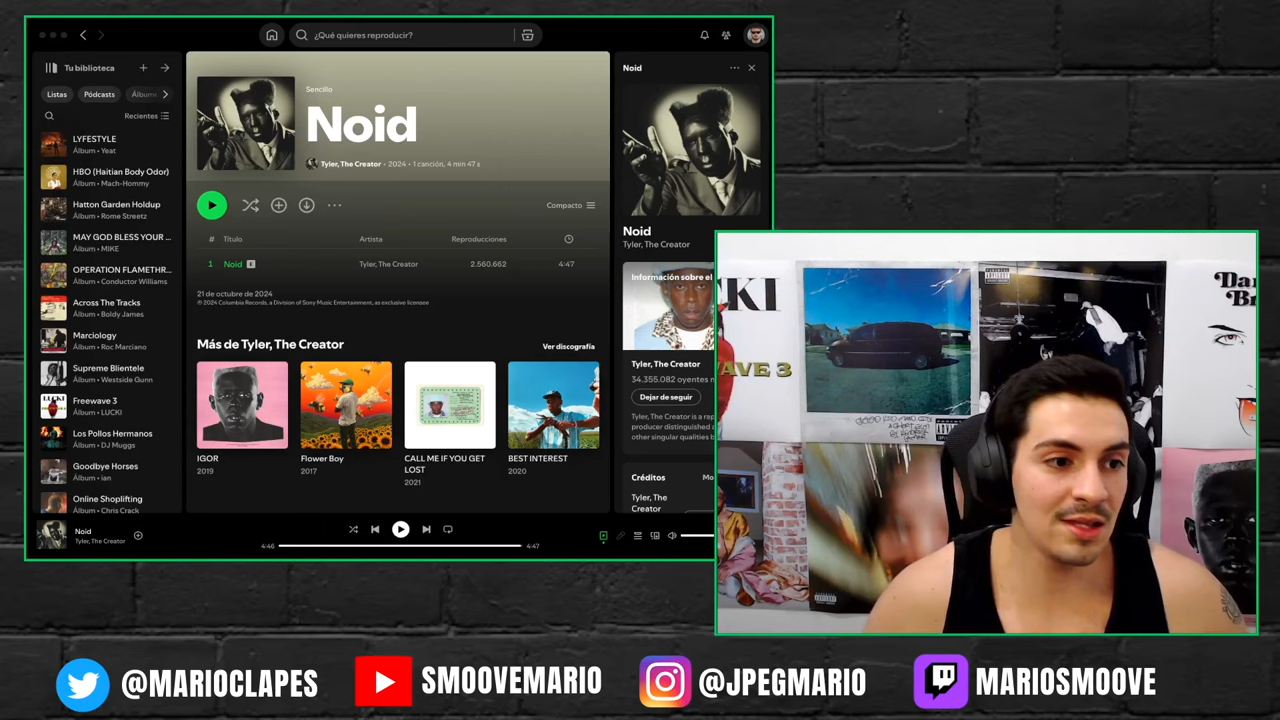 ¿Qué quieres reproducir?
Tu biblioteca
Listas
Pódcasts
Álbum
Recientes
LYFESTYLE
Álbum • Yeat
HBO (Haitian Body Odor)
Álbum • Mach-Hommy
Hatton Garden Holdup
Álbum • Rome Streetz
MAY GOD BLESS YOUR ...
Álbum • MIKE
OPERATION FLAMETHR...
Álbum • Conductor Williams
Across The Tracks
Álbum • Boldy James
Marciology
Álbum • Roc Marciano
Supreme Blientele
Álbum • Westside Gunn
Freewave 3
Álbum • LUCKI
Los Pollos Hermanos
Álbum • DJ Muggs
Goodbye Horses
Álbum • ian
Online Shoplifting
Álbum • Chris Crack
Sencillo
Noid
Tyler, The Creator • 2024 • 1 canción, 4 min 47 s
Compacto
# Título Artista Reproducciones
1 Noid E Tyler, The Creator 2.560.662 4:47
21 de octubre de 2024
© 2024 Columbia Records, a Division of Sony Music Entertainment, as exclusive licensee
Más de Tyler, The Creator
Ver discografía
IGOR
2019
Flower Boy
2017
CALL ME IF YOU GET
LOST
2021
BEST INTEREST
2020
Noid
Noid
Tyler, The Creator
Información sobre el
Tyler, The Creator
34.355.082 oyentes m
Dejar de seguir
Tyler, The Creator is a rap
producer distinguished a
other singular qualities b
Créditos
Mo
Tyler, The
Creator
Noid
Tyler, The Creator
4:46
4:47
CKI
WAVE 3
@MARIOCLAPES
SMOOVEMARIO
@JPEGMARIO
MARIOSMOOVE